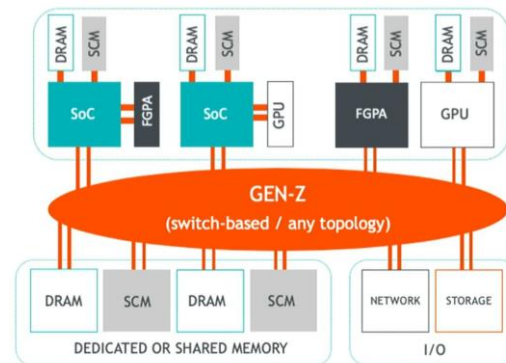 DRAM
SCM
DRAM
SCM
DRAM
SCM
DRAM
SCM
SoC
FGPA
SoC
GPU
FGPA
GPU
GEN-Z
(switch-based / any topology)
DRAM
SCM
DRAM
SCM
NETWORK
STORAGE
DEDICATED OR SHARED MEMORY
I/O